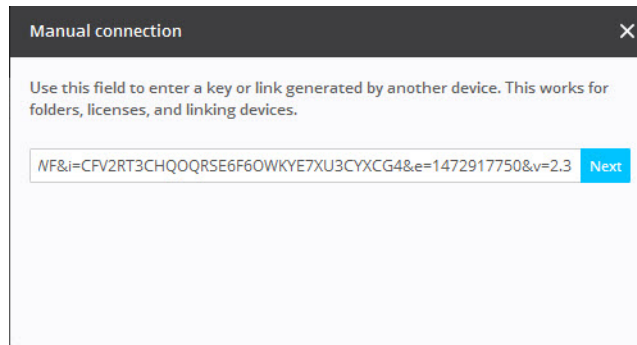 Manual connection
Use this field to enter a key or link generated by another device. This works for
folders, licenses, and linking devices.
WF&i=CFV2RT3CHQOQRSE6F6OWKYE7XU3CYXCG4&e=1472917750&v=2.3 Next